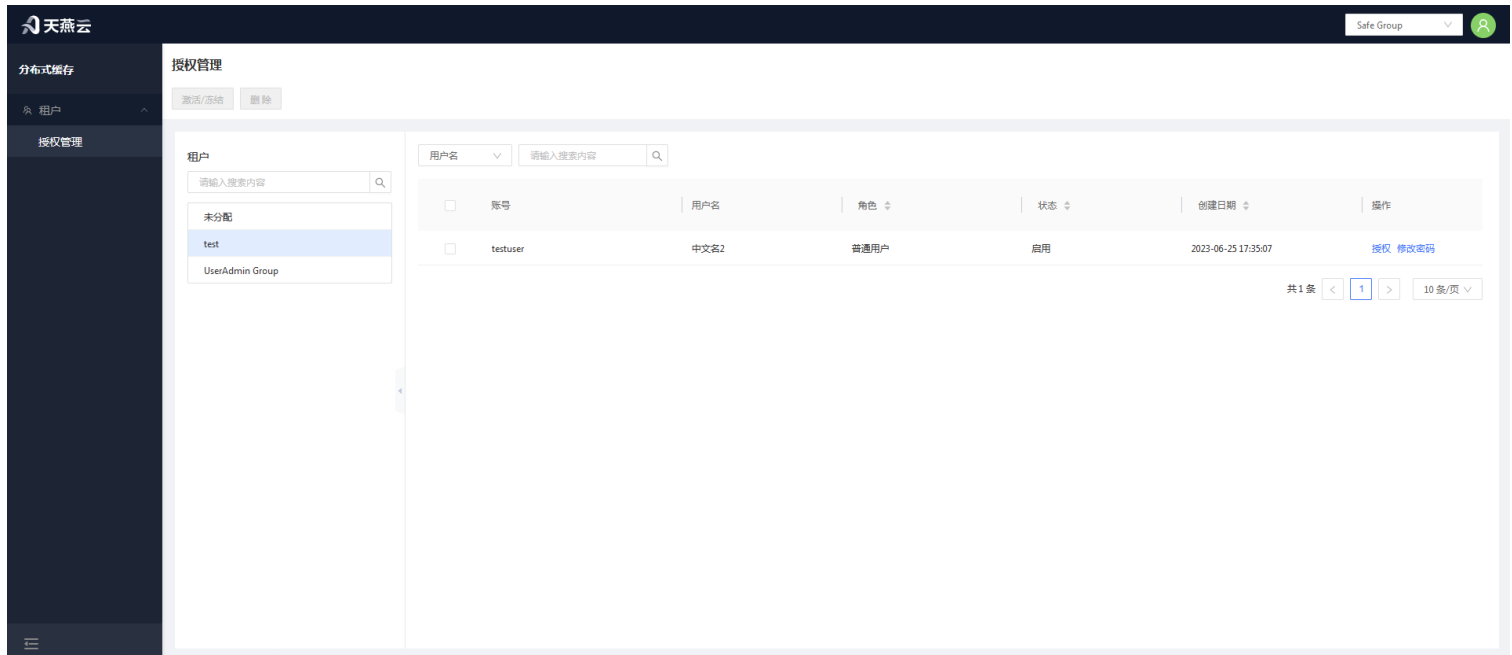 天燕云
Safe Group
分布式缓存
租户
授权管理
授权管理
激活/冻结 删 除
租户
请输入搜索内容
未分配
test
UserAdmin Group
用户名 请输入搜索内容
账号 用户名 角色 状态 创建日期 操作
testuser 中文名2 普通用户 启用 2023-06-25 17:35:07 授权 修改密码
共1条 < 1 > 10 条/页